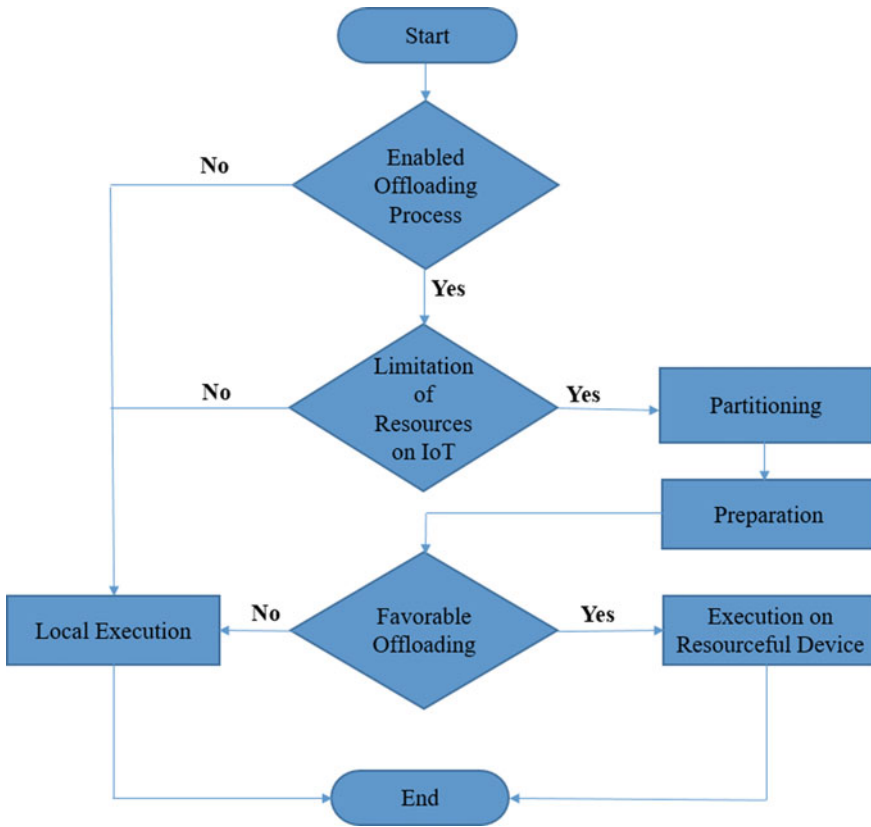 Start
No
Enabled
Offloading
Process
Yes
No
Limitation
of
Resources
on IoT
Yes
Partitioning
Preparation
Local Execution
No
Favorable
Offloading
Yes
Execution on
Resourceful Device
End